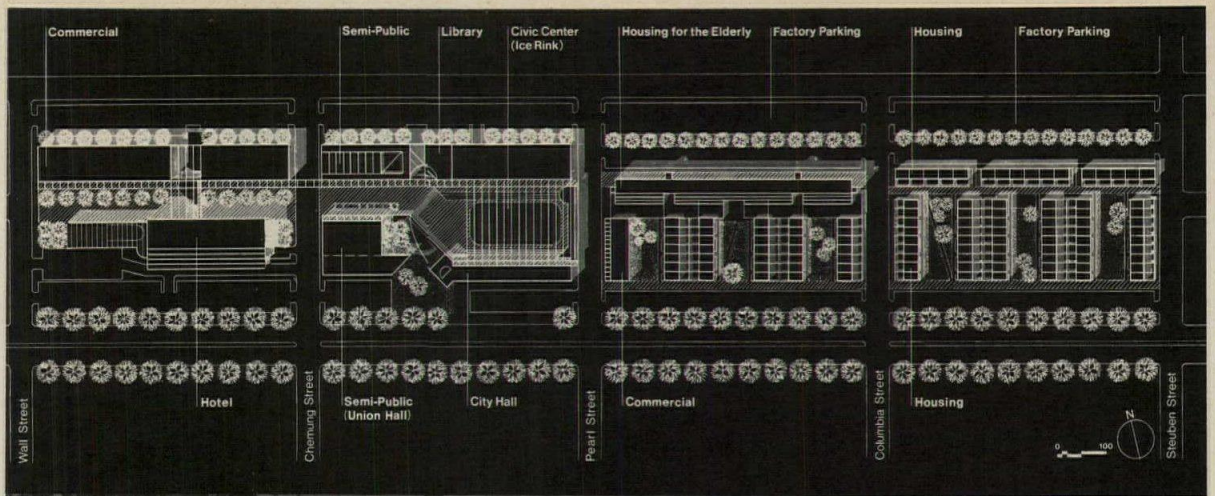 Commercial
Semi-Public
Library
Civic Center
(Ice Rink)
Housing for the Elderly
Factory Parking
Housing
Factory Parking
Hotel
Semi-Public
(Union Hall)
City Hall
Commercial
Housing
Wall Street
Chemung Street
Pearl Street
Columbia Street
Steuben Street
N
0 100